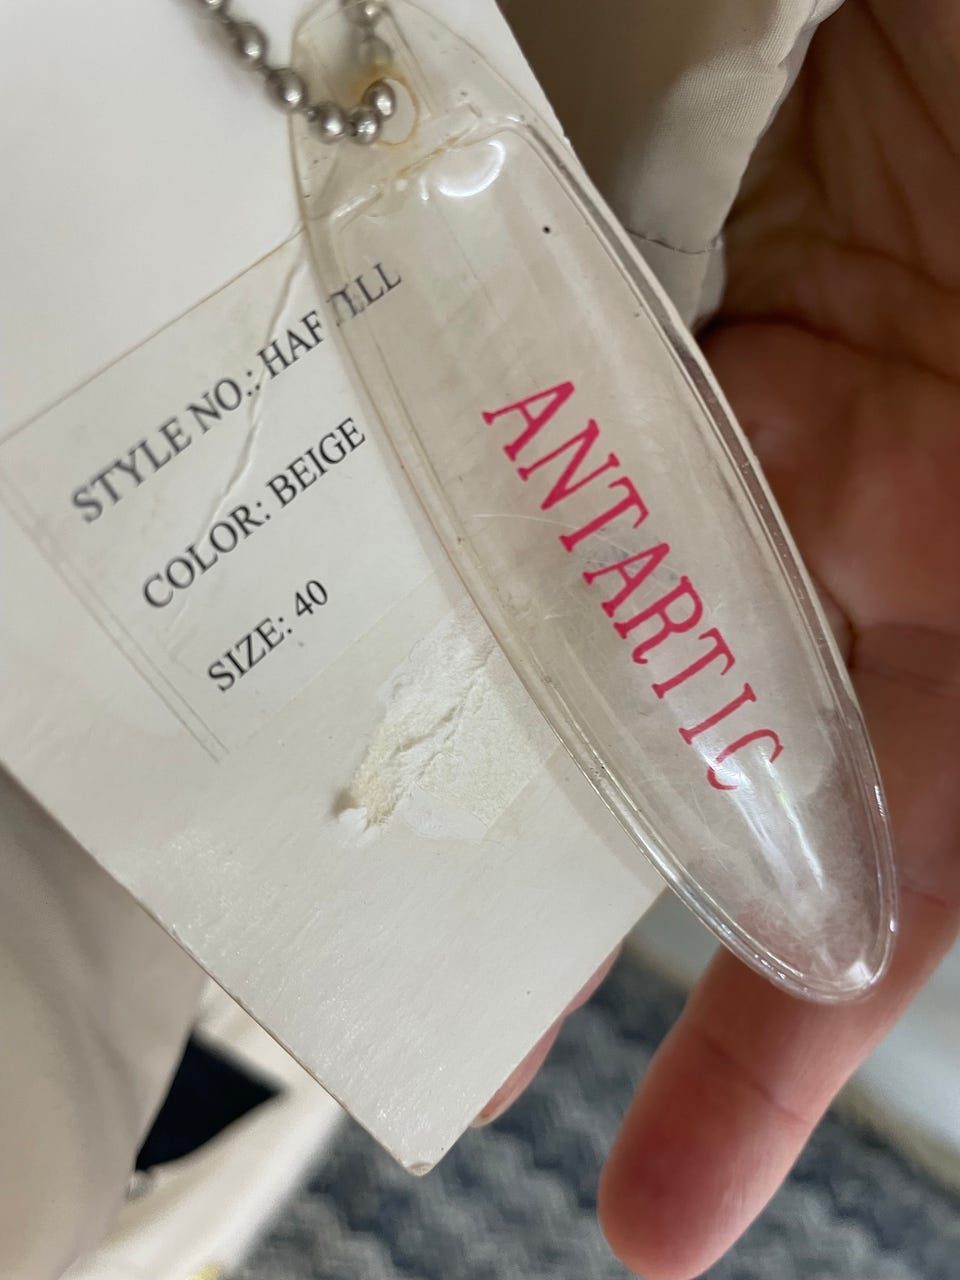 STYLE NO.:
COLOR: BEIGE
SIZE: 40
ANTARTIC